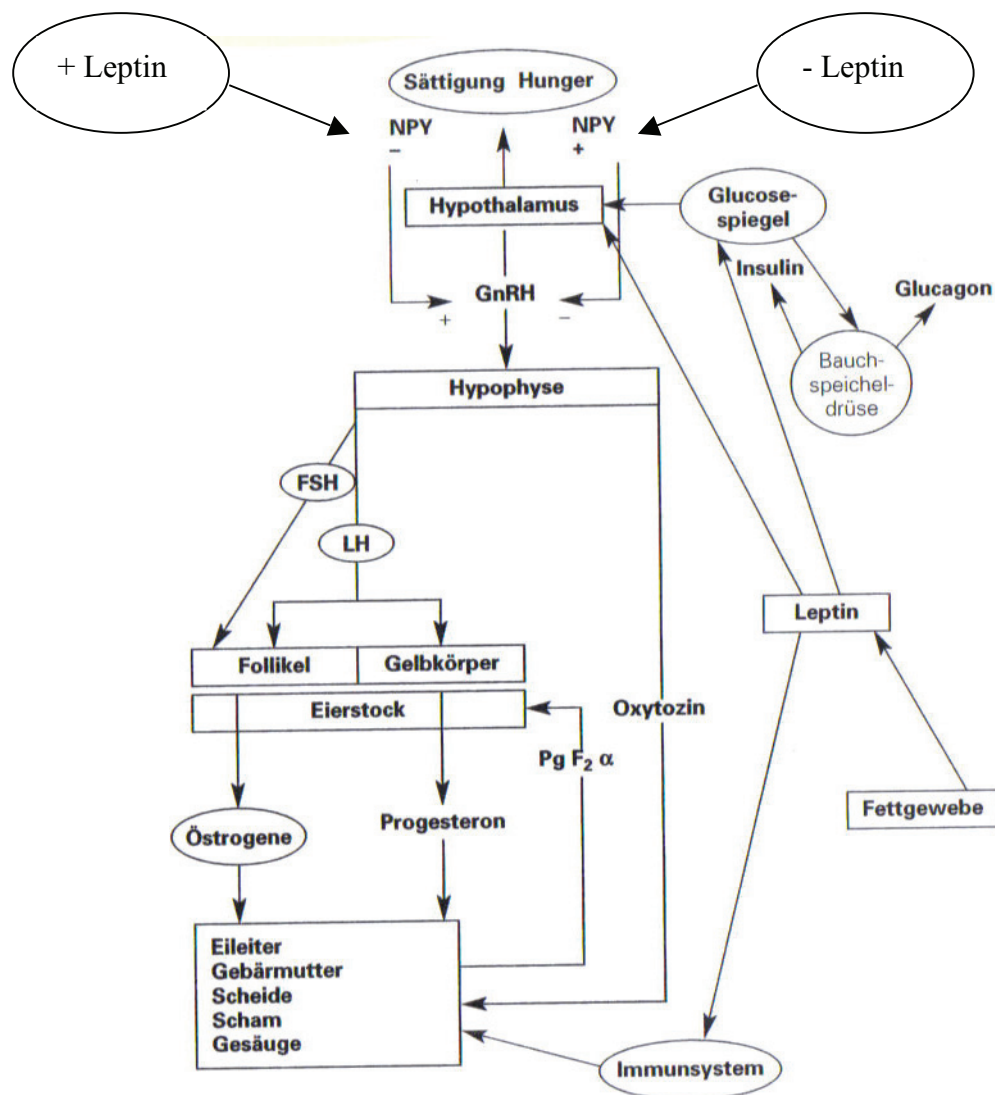 + Leptin
- Leptin
Sättigung Hunger
NPY
–
NPY
+
Hypothalamus
Glucose-
spiegel
Insulin
Glucagon
GnRH
+
–
Bauch-
speichel-
drüse
Hypophyse
FSH
LH
Leptin
Follikel
Gelbkörper
Eierstock
Oxytozin
Pg F₂ α
Fettgewebe
Östrogene
Progesteron
Eileiter
Gebärmutter
Scheide
Scham
Gesäuge
Immunsystem